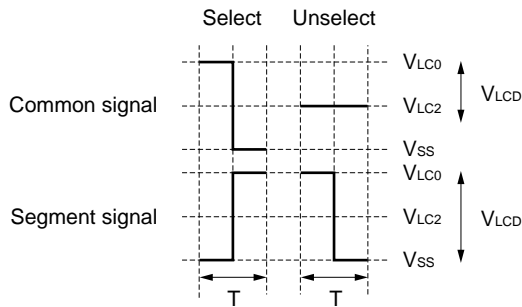 Select Unselect
VLC0
Common signal VLC2 VLCD
VSS
VLC0
Segment signal VLC2 VLCD
VSS
T T